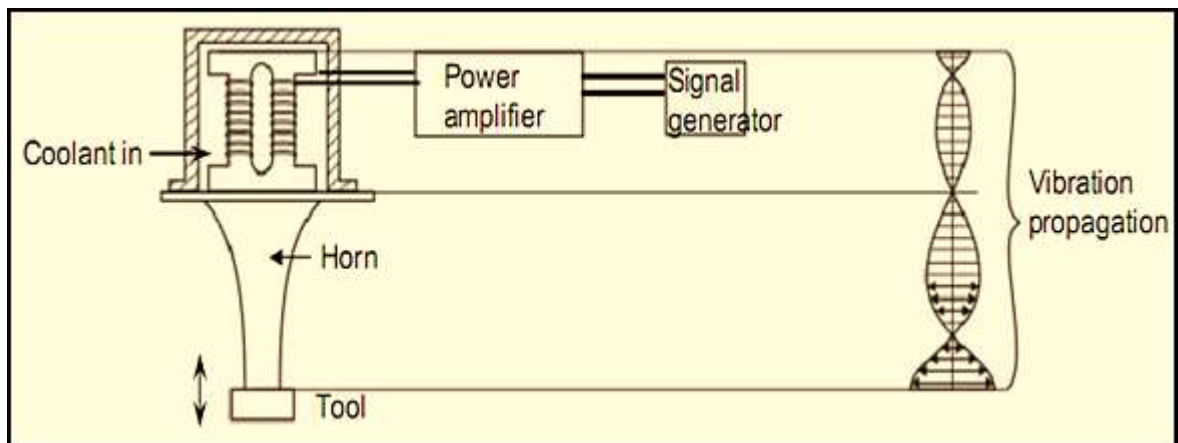 Power
amplifier
Signal
generator
Coolant in
Vibration
propagation
Horn
Tool